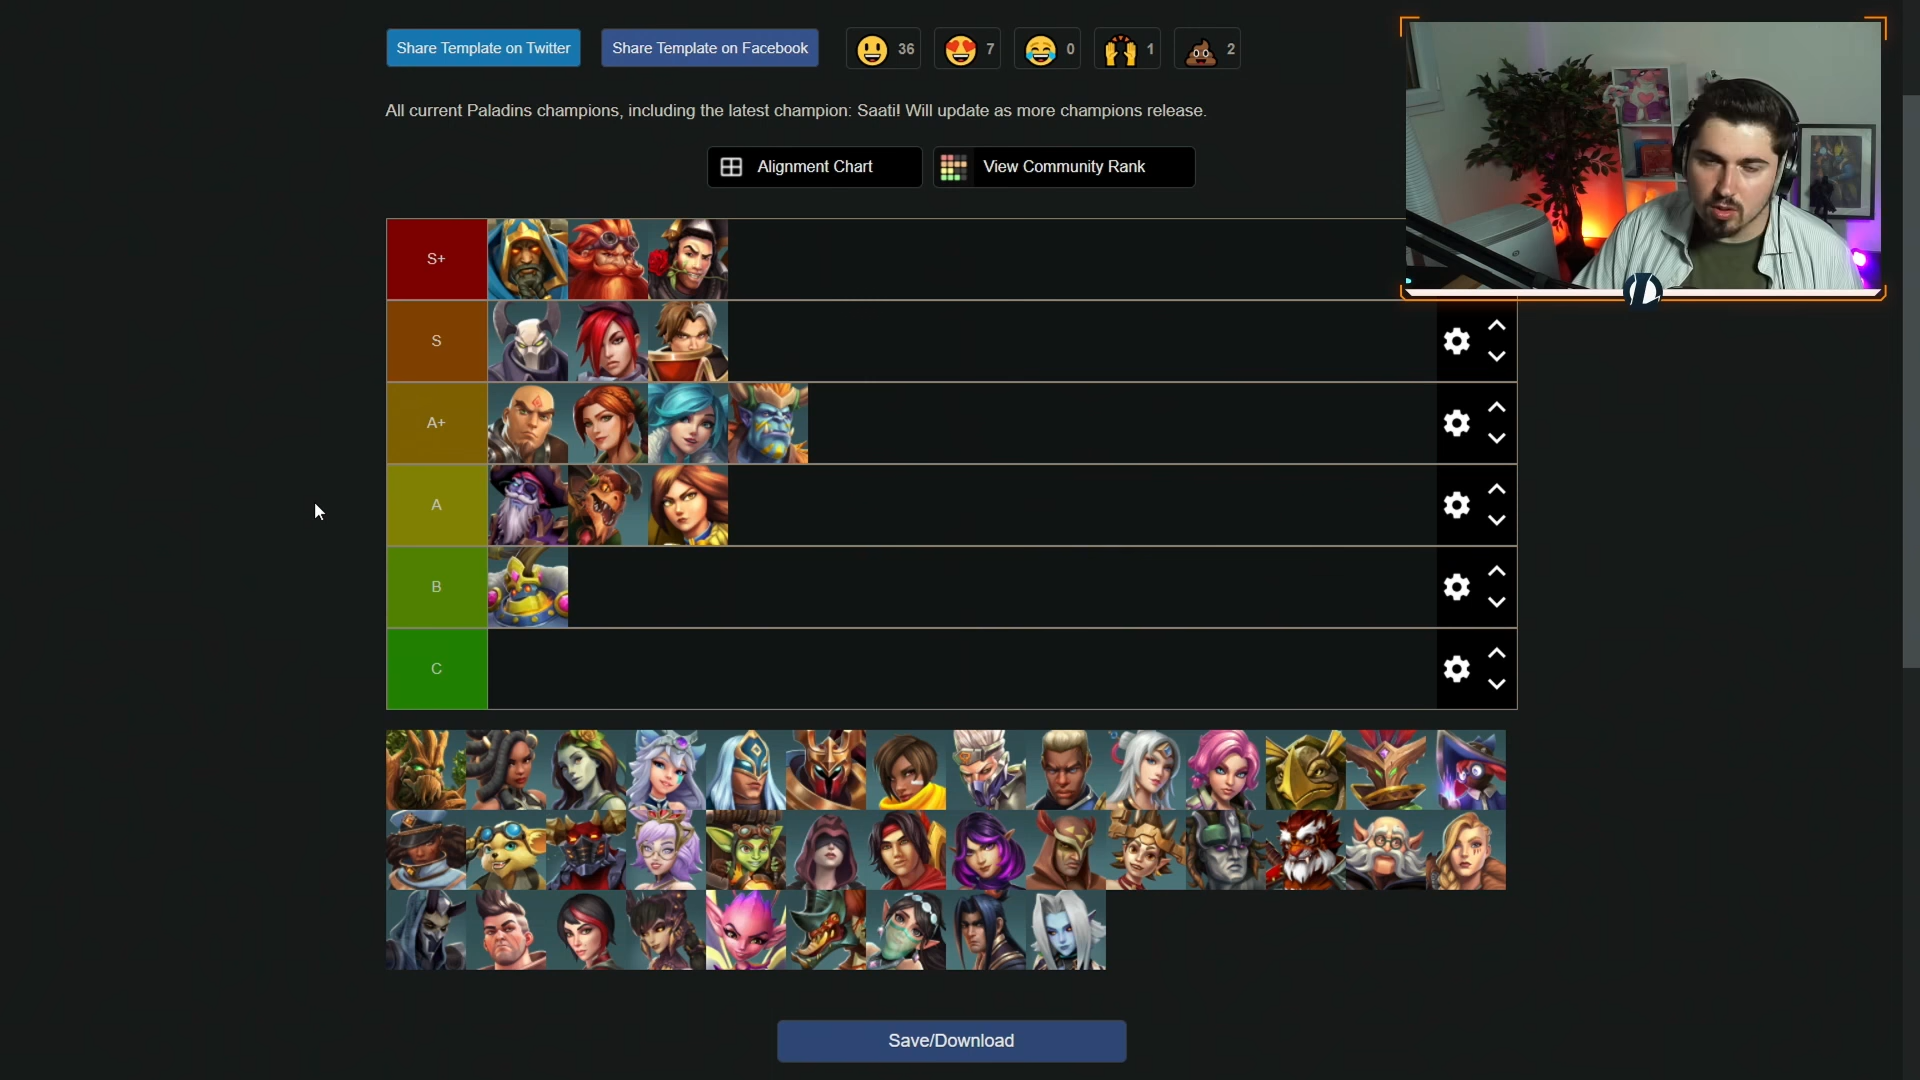 Share Template on Twitter
Share Template on Facebook
36
7
0
1
2
All current Paladins champions, including the latest champion: Saati! Will update as more champions release.
Alignment Chart
View Community Rank
S+
S
A+
A
B
C
Save/Download